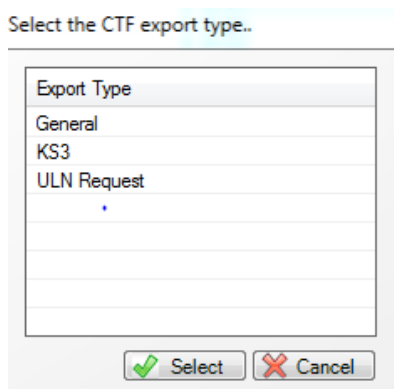 Select the CTF export type..
Export Type
General
KS3
ULN Request
Select
Cancel